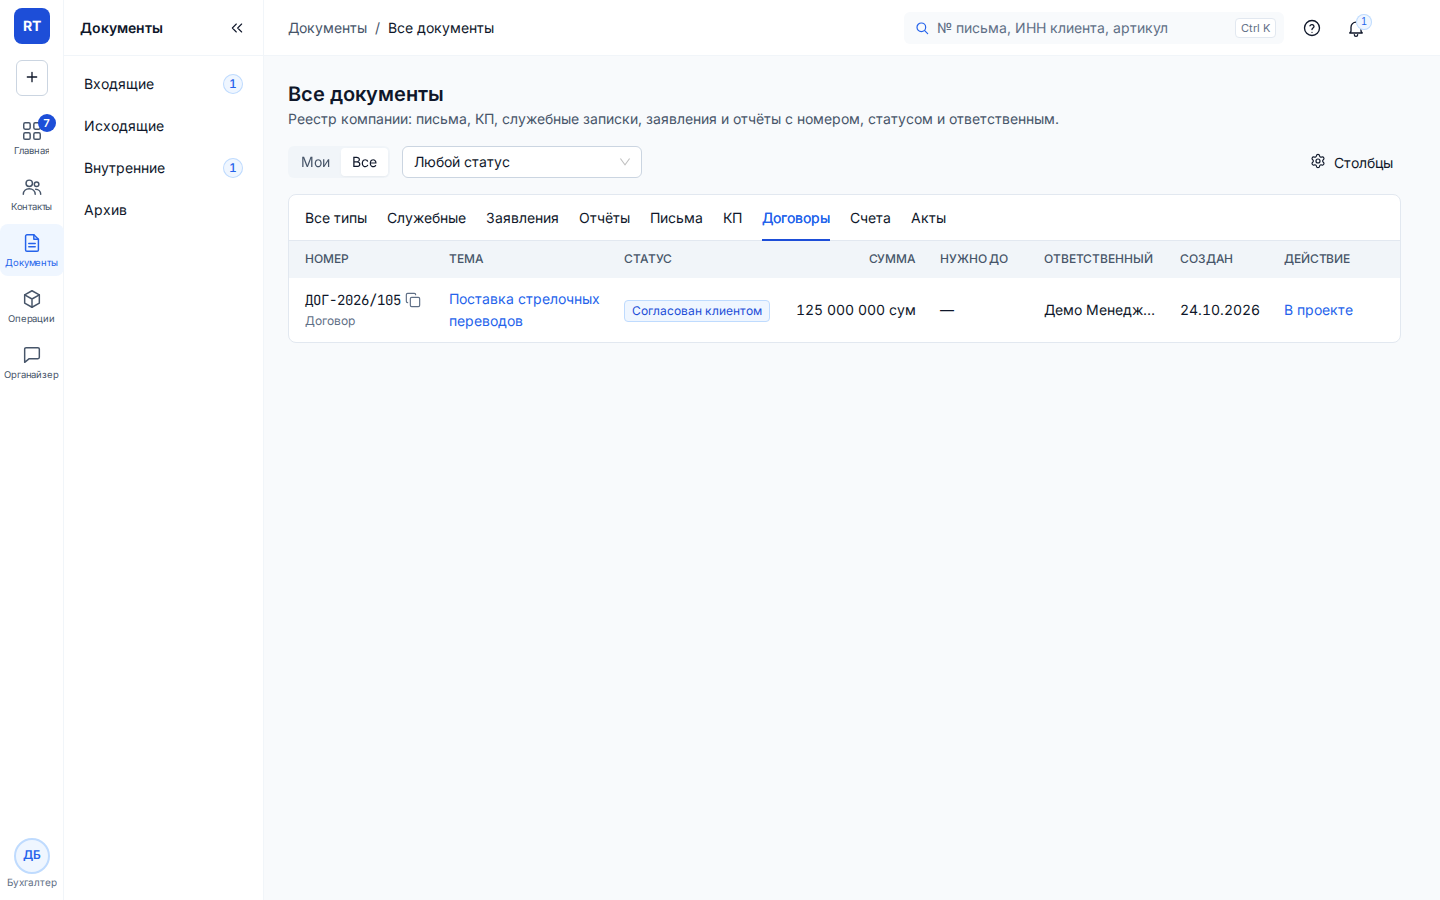 RT
Документы
Документы / Все документы
№ письма, ИНН клиента, артикул
Ctrl K
1
7
Главная
Контакты
Документы
Операции
Органайзер
ДБ
Бухгалтер
Входящие 1
Исходящие
Внутренние 1
Архив
Все документы
Реестр компании: письма, КП, служебные записки, заявления и отчёты с номером, статусом и ответственным.
Мои Все Любой статус Столбцы
Все типы Служебные Заявления Отчёты Письма КП Договоры Счета Акты
НОМЕР ТЕМА СТАТУС СУММА НУЖНО ДО ОТВЕТСТВЕННЫЙ СОЗДАН ДЕЙСТВИЕ
ДОГ-2026/105
Договор
Поставка стрелочных
переводов
Согласован клиентом
125 000 000 сум
—
Демо Менедж...
24.10.2026
В проекте